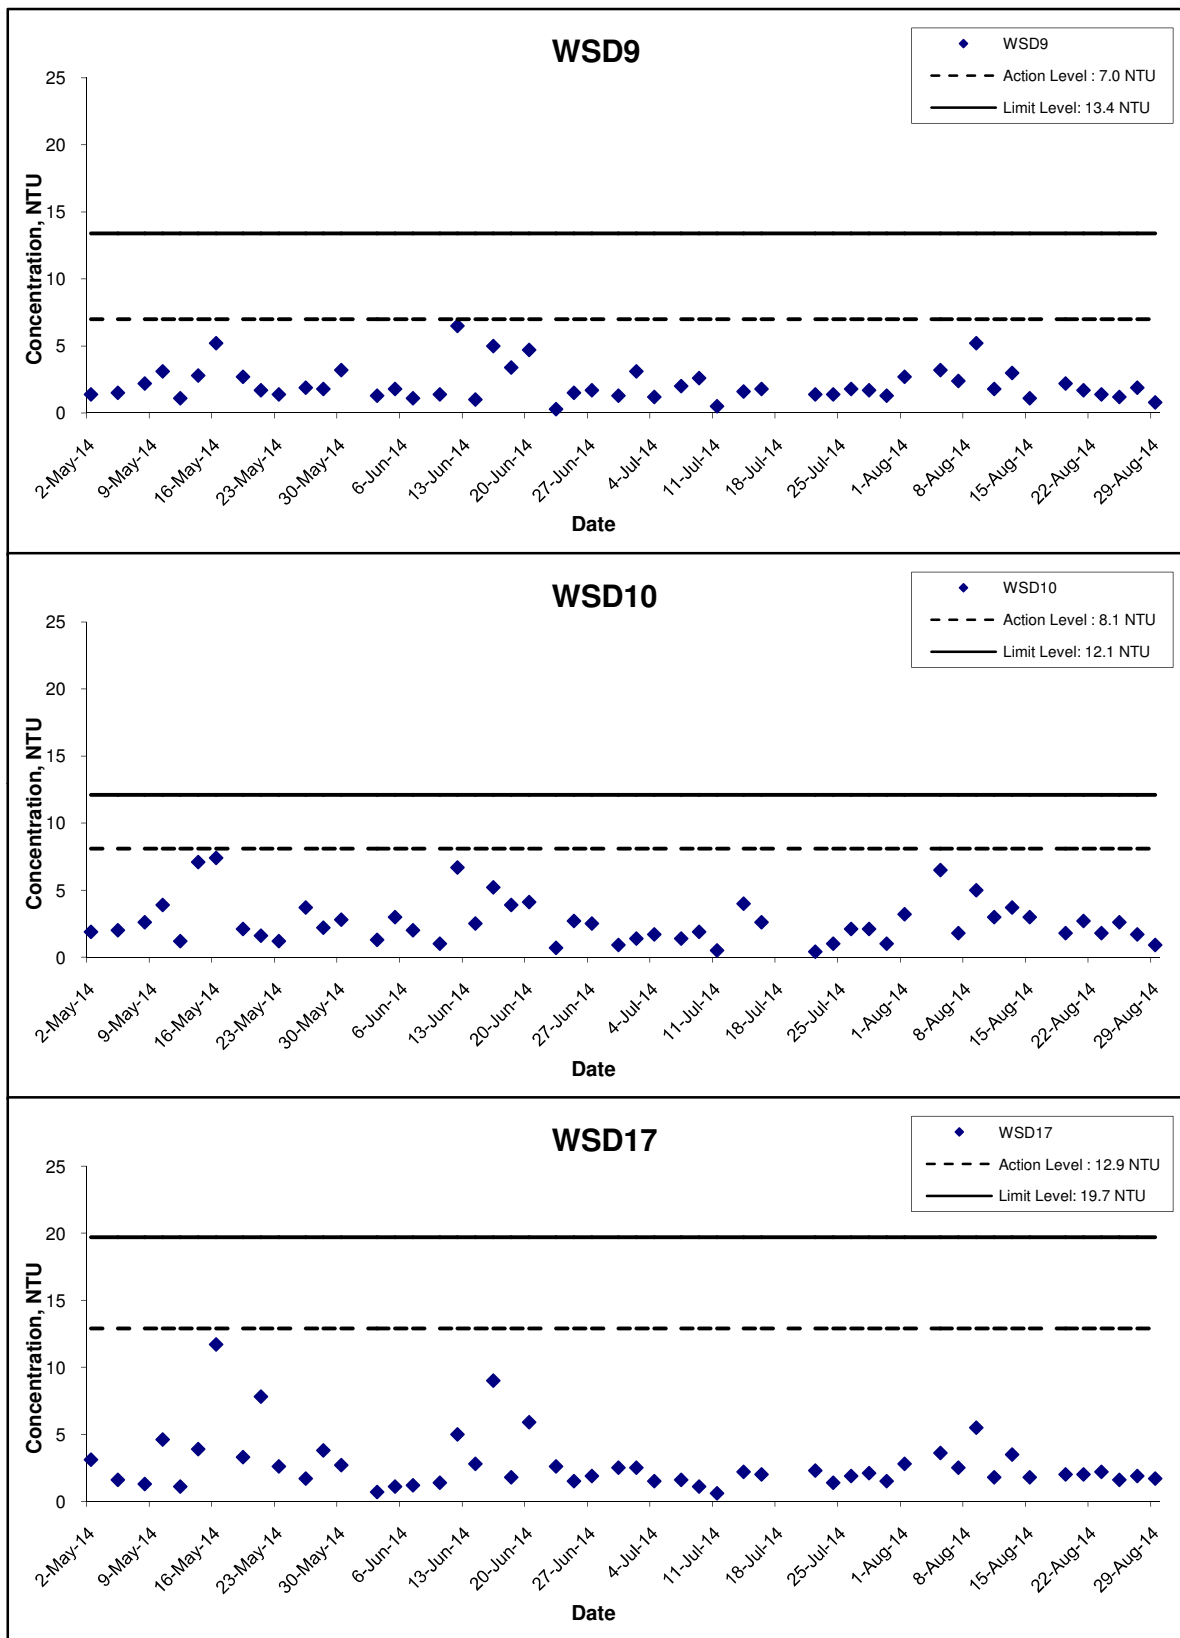 WSD9
WSD9
Action Level : 7.0 NTU
Limit Level: 13.4 NTU
25
20
15
10
5
0
Concentration, NTU
2-May-14
9-May-14
16-May-14
23-May-14
30-May-14
6-Jun-14
13-Jun-14
20-Jun-14
27-Jun-14
4-Jul-14
11-Jul-14
18-Jul-14
25-Jul-14
1-Aug-14
8-Aug-14
15-Aug-14
22-Aug-14
29-Aug-14
Date
WSD10
WSD10
Action Level : 8.1 NTU
Limit Level: 12.1 NTU
25
20
15
10
5
0
Concentration, NTU
2-May-14
9-May-14
16-May-14
23-May-14
30-May-14
6-Jun-14
13-Jun-14
20-Jun-14
27-Jun-14
4-Jul-14
11-Jul-14
18-Jul-14
25-Jul-14
1-Aug-14
8-Aug-14
15-Aug-14
22-Aug-14
29-Aug-14
Date
WSD17
WSD17
Action Level : 12.9 NTU
Limit Level: 19.7 NTU
25
20
15
10
5
0
Concentration, NTU
2-May-14
9-May-14
16-May-14
23-May-14
30-May-14
6-Jun-14
13-Jun-14
20-Jun-14
27-Jun-14
4-Jul-14
11-Jul-14
18-Jul-14
25-Jul-14
1-Aug-14
8-Aug-14
15-Aug-14
22-Aug-14
29-Aug-14
Date